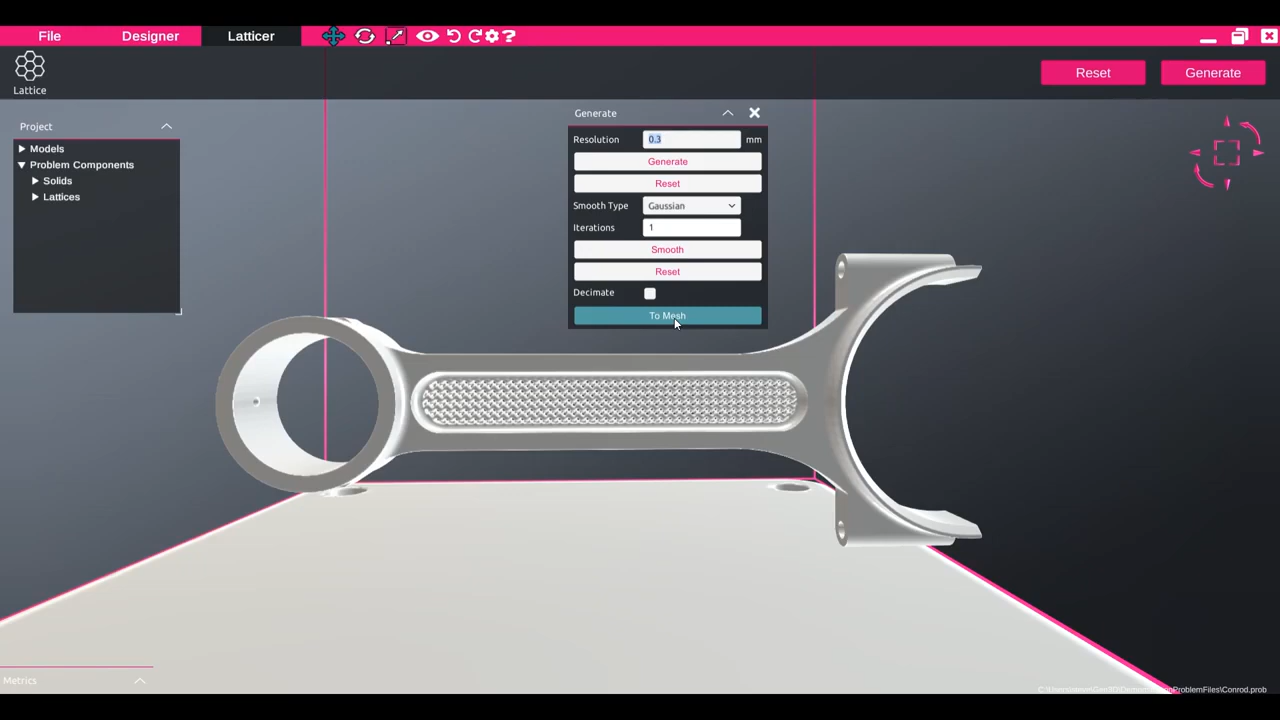 File Designer Latticer
Lattice
Reset Generate
Project
Models
Problem Components
Solids
Lattices
Generate
Resolution 0.3 mm
Generate
Reset
Smooth Type Gaussian
Iterations 1
Smooth
Reset
Decimate
To Mesh
Metrics